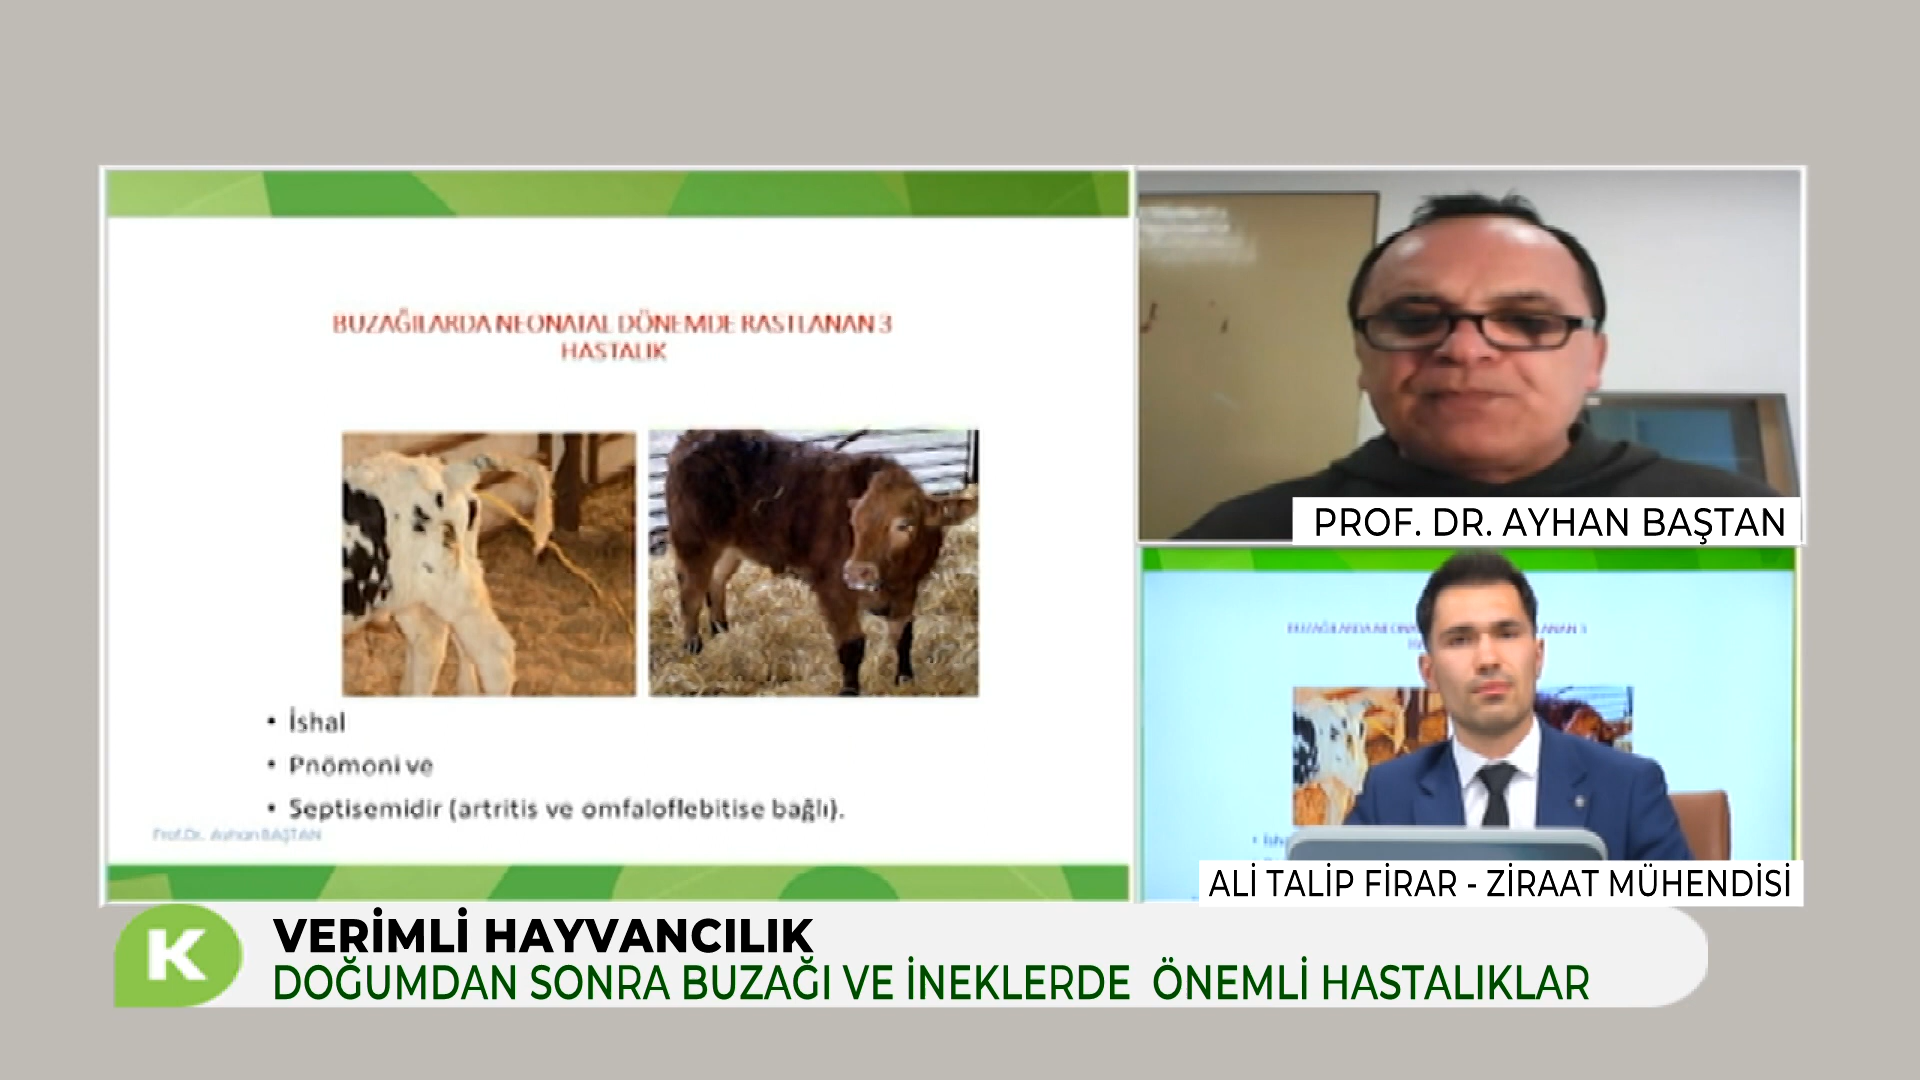 BUZAĞILARDA NEONATAL DÖNEMDE RASTLANAN 3
HASTALIK
• İshal
• Pnömoni ve
• Septisemidir (artritis ve omfaloflebitise bağlı).
Prof.Dr. Ayhan BAŞTAN
PROF. DR. AYHAN BAŞTAN
ALİ TALİP FİRAR - ZİRAAT MÜHENDİSİ
K
VERİMLİ HAYVANCILIK
DOĞUMDAN SONRA BUZAĞI VE İNEKLERDE ÖNEMLİ HASTALIKLAR